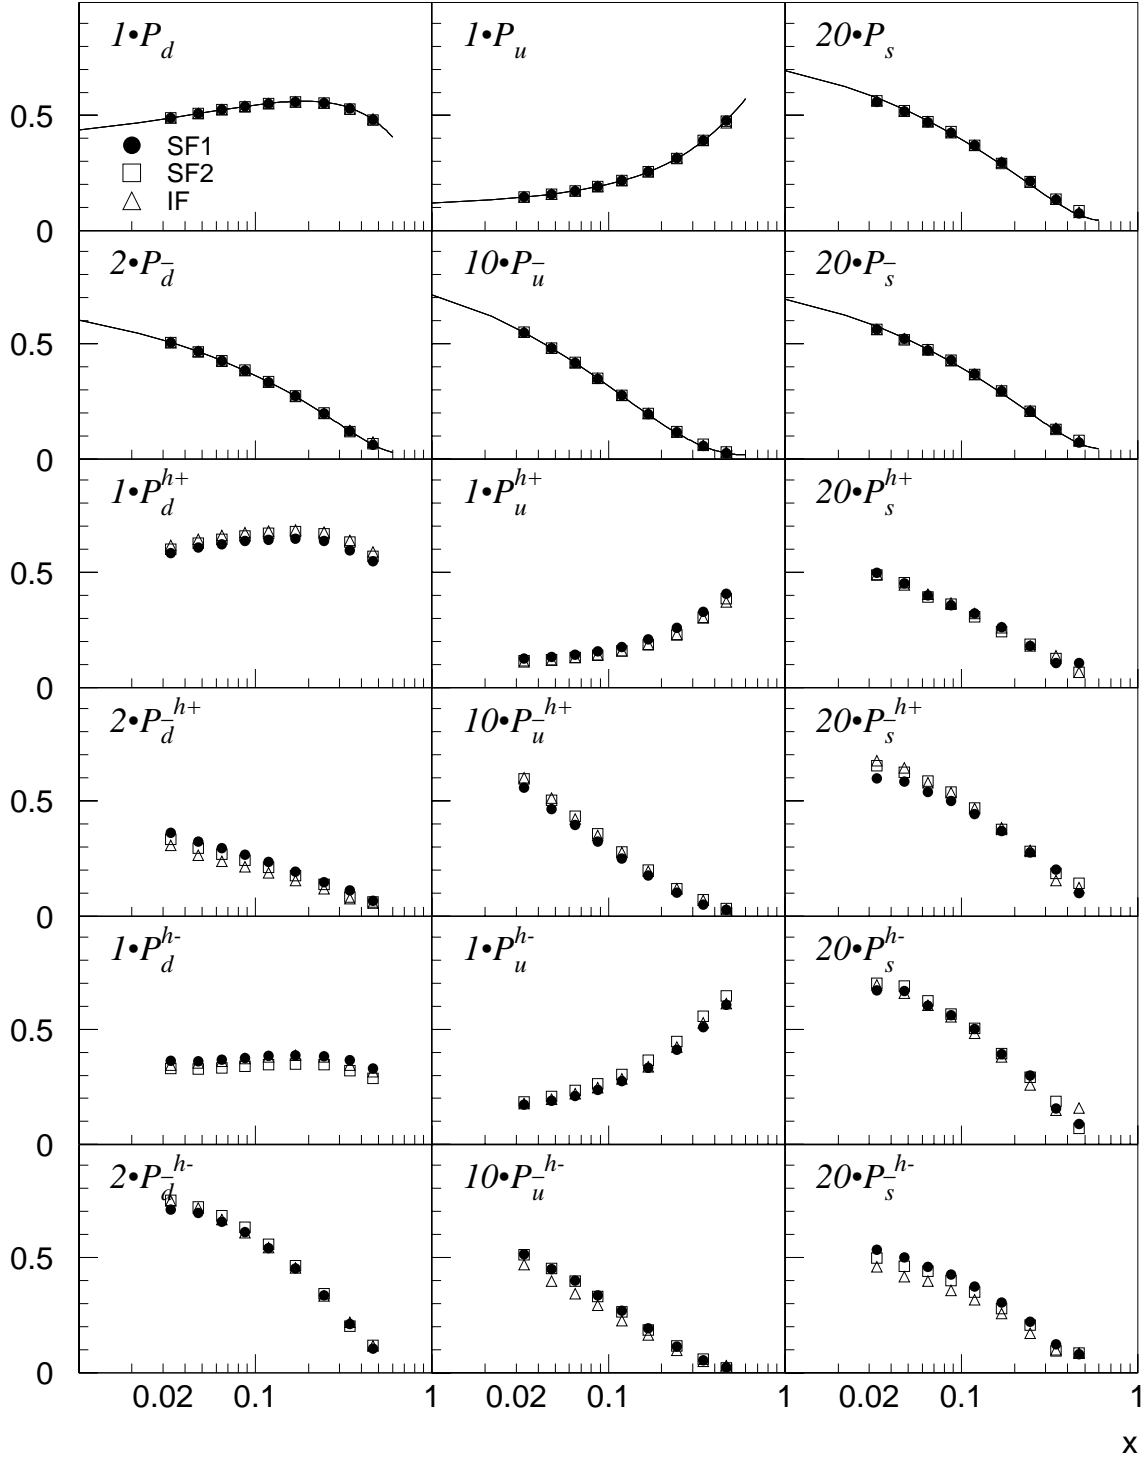 1•P_d 1•P_u 20•P_s
0.5
SF1
SF2
IF
0
2•P_d̅ 10•P_u̅ 20•P_s̅
0.5
0
1•P_d^h+ 1•P_u^h+ 20•P_s^h+
0.5
0
2•P_d̅^h+ 10•P_u̅^h+ 20•P_s̅^h+
0.5
0
1•P_d^h- 1•P_u^h- 20•P_s^h-
0.5
0
2•P_d̅^h- 10•P_u̅^h- 20•P_s̅^h-
0.5
0
0.02 0.1 1 0.02 0.1 1 0.02 0.1 1
x